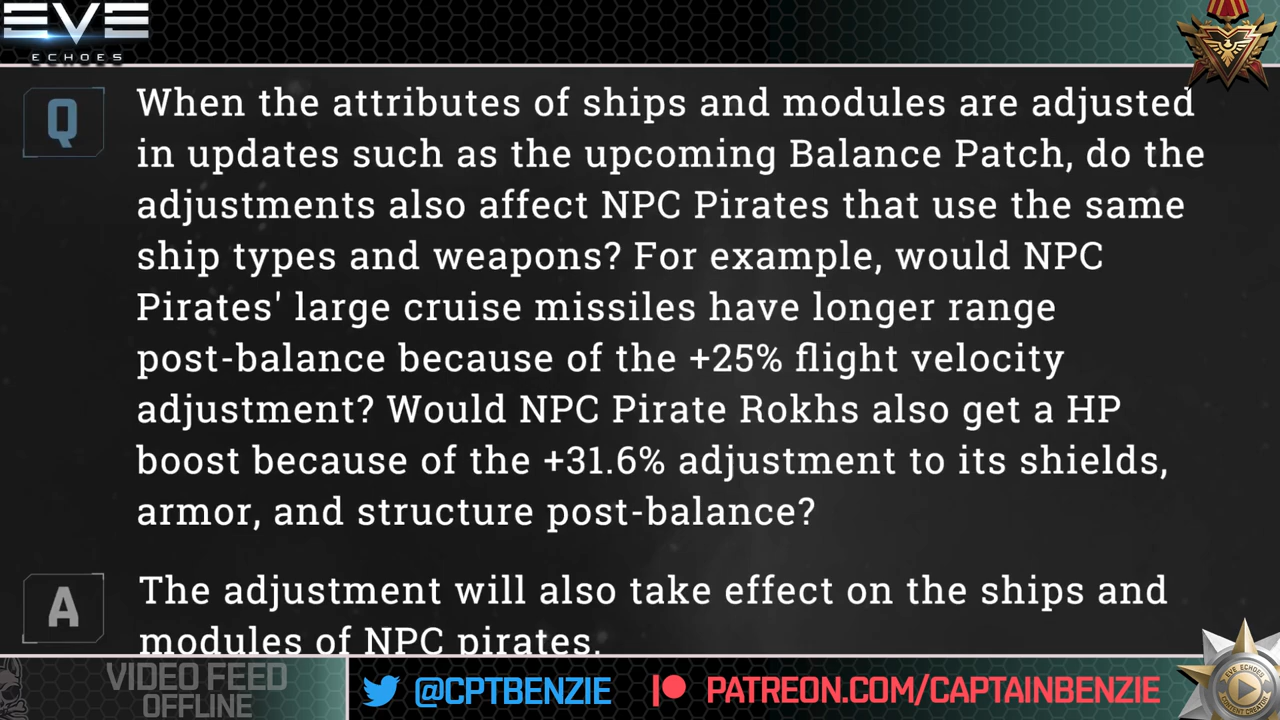 EVE
ECHOES
Q
When the attributes of ships and modules are adjusted
in updates such as the upcoming Balance Patch, do the
adjustments also affect NPC Pirates that use the same
ship types and weapons? For example, would NPC
Pirates' large cruise missiles have longer range
post-balance because of the +25% flight velocity
adjustment? Would NPC Pirate Rokhs also get a HP
boost because of the +31.6% adjustment to its shields,
armor, and structure post-balance?
A
The adjustment will also take effect on the ships and
modules of NPC pirates.
VIDEO FEED
OFFLINE
@CPTBENZIE
PATREON.COM/CAPTAINBENZIE
EVE ECHOES
CONTENT CREATOR